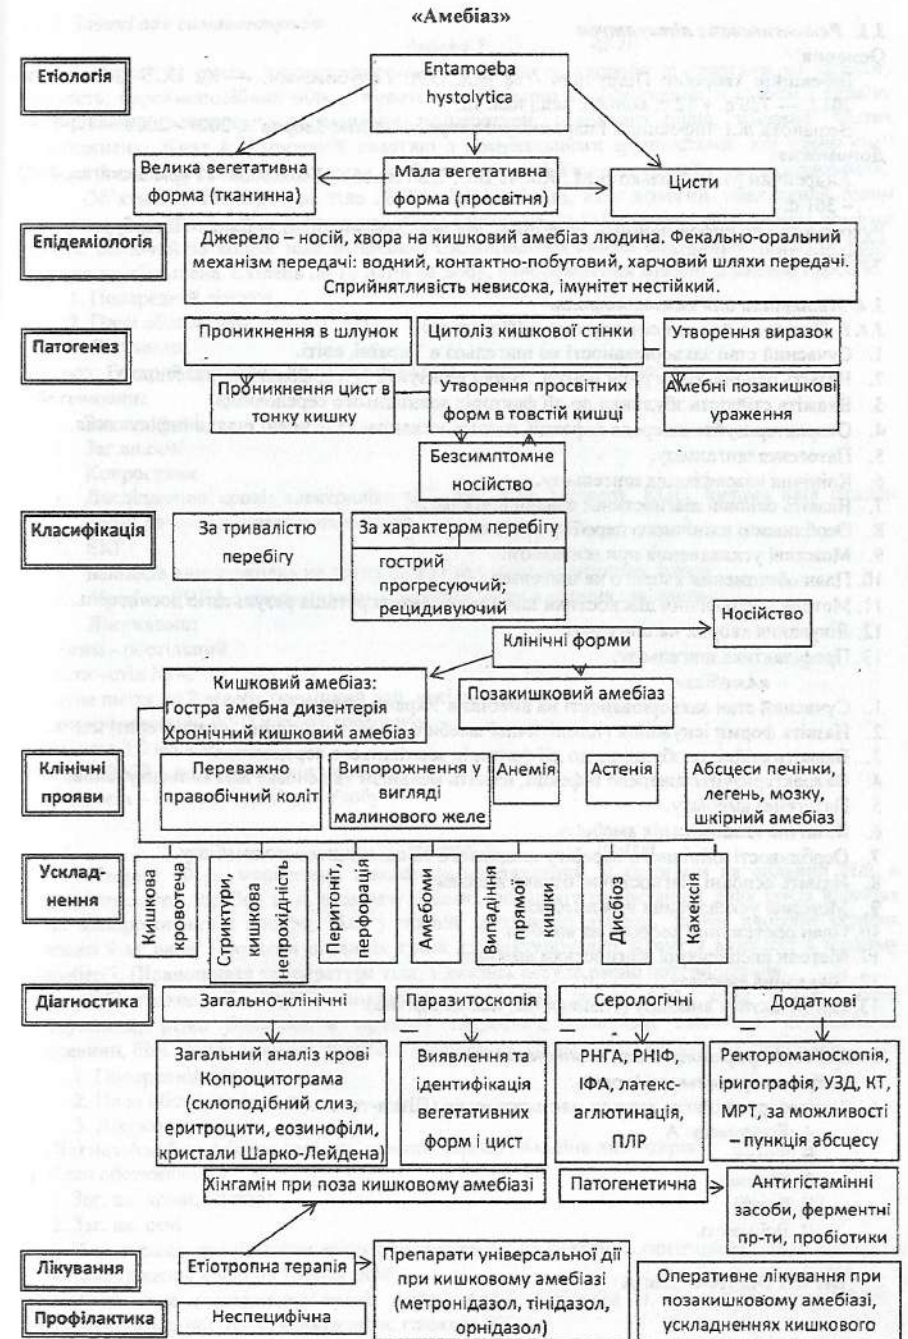 «Амебіаз»
Етіологія
Entamoeba
hystolytica
Велика вегетативна
форма (тканинна)
Мала вегетативна
форма (просвітня)
Цисти
Епідеміологія
Джерело – носій, хвора на кишковий амебіаз людина. Фекально-оральний
механізм передачі: водний, контактно-побутовий, харчовий шляхи передачі.
Сприйнятливість невисока, імунітет нестійкий.
Патогенез
Проникнення в шлунок
Цитоліз кишкової стінки
Утворення виразок
Проникнення цист в
тонку кишку
Утворення просвітних
форм в товстій кишці
Амебні позакишкові
ураження
Безсимптомне
носійство
Класифікація
За тривалістю
перебігу
За характером перебігу
гострий
прогресуючий;
рецидивуючий
Носійство
Клінічні форми
Кишковий амебіаз:
Гостра амебна дизентерія
Хронічний кишковий амебіаз
Позакишковий амебіаз
Клінічні
прояви
Переважно
правобічний коліт
Випорожнення у
вигляді
малинового желе
Анемія
Астенія
Абсцеси печінки,
легень, мозку,
шкірний амебіаз
Усклад-
нення
Кишкова
кровотеча
Стриктури,
кишкова
непрохідність
Перитоніт,
перфорація
Амебоми
Випадіння
прямої
кишки
Дисбіоз
Кахексія
Діагностика
Загально-клінічні
Паразитоскопія
Серологічні
Додаткові
Загальний аналіз крові
Копроцитограма
(склоподібний слиз,
еритроцити, еозинофіли,
кристали Шарко-Лейдена)
Виявлення та
ідентифікація
вегетативних
форм і цист
РНГА, РНІФ,
ІФА, латекс-
аглютинація,
ПЛР
Ректороманоскопія,
іригографія, УЗД, КТ,
МРТ, за можливості
– пункція абсцесу
Хінгамін при поза кишковому амебіазі
Патогенетична
Антигістамінні
засоби, ферментні
пр-ти, пробіотики
Лікування
Етіотропна терапія
Препарати універсальної дії
при кишковому амебіазі
(метронідазол, тінідазол,
орнідазол)
Оперативне лікування при
позакишковому амебіазі,
ускладненнях кишкового
Профілактика
Неспецифічна